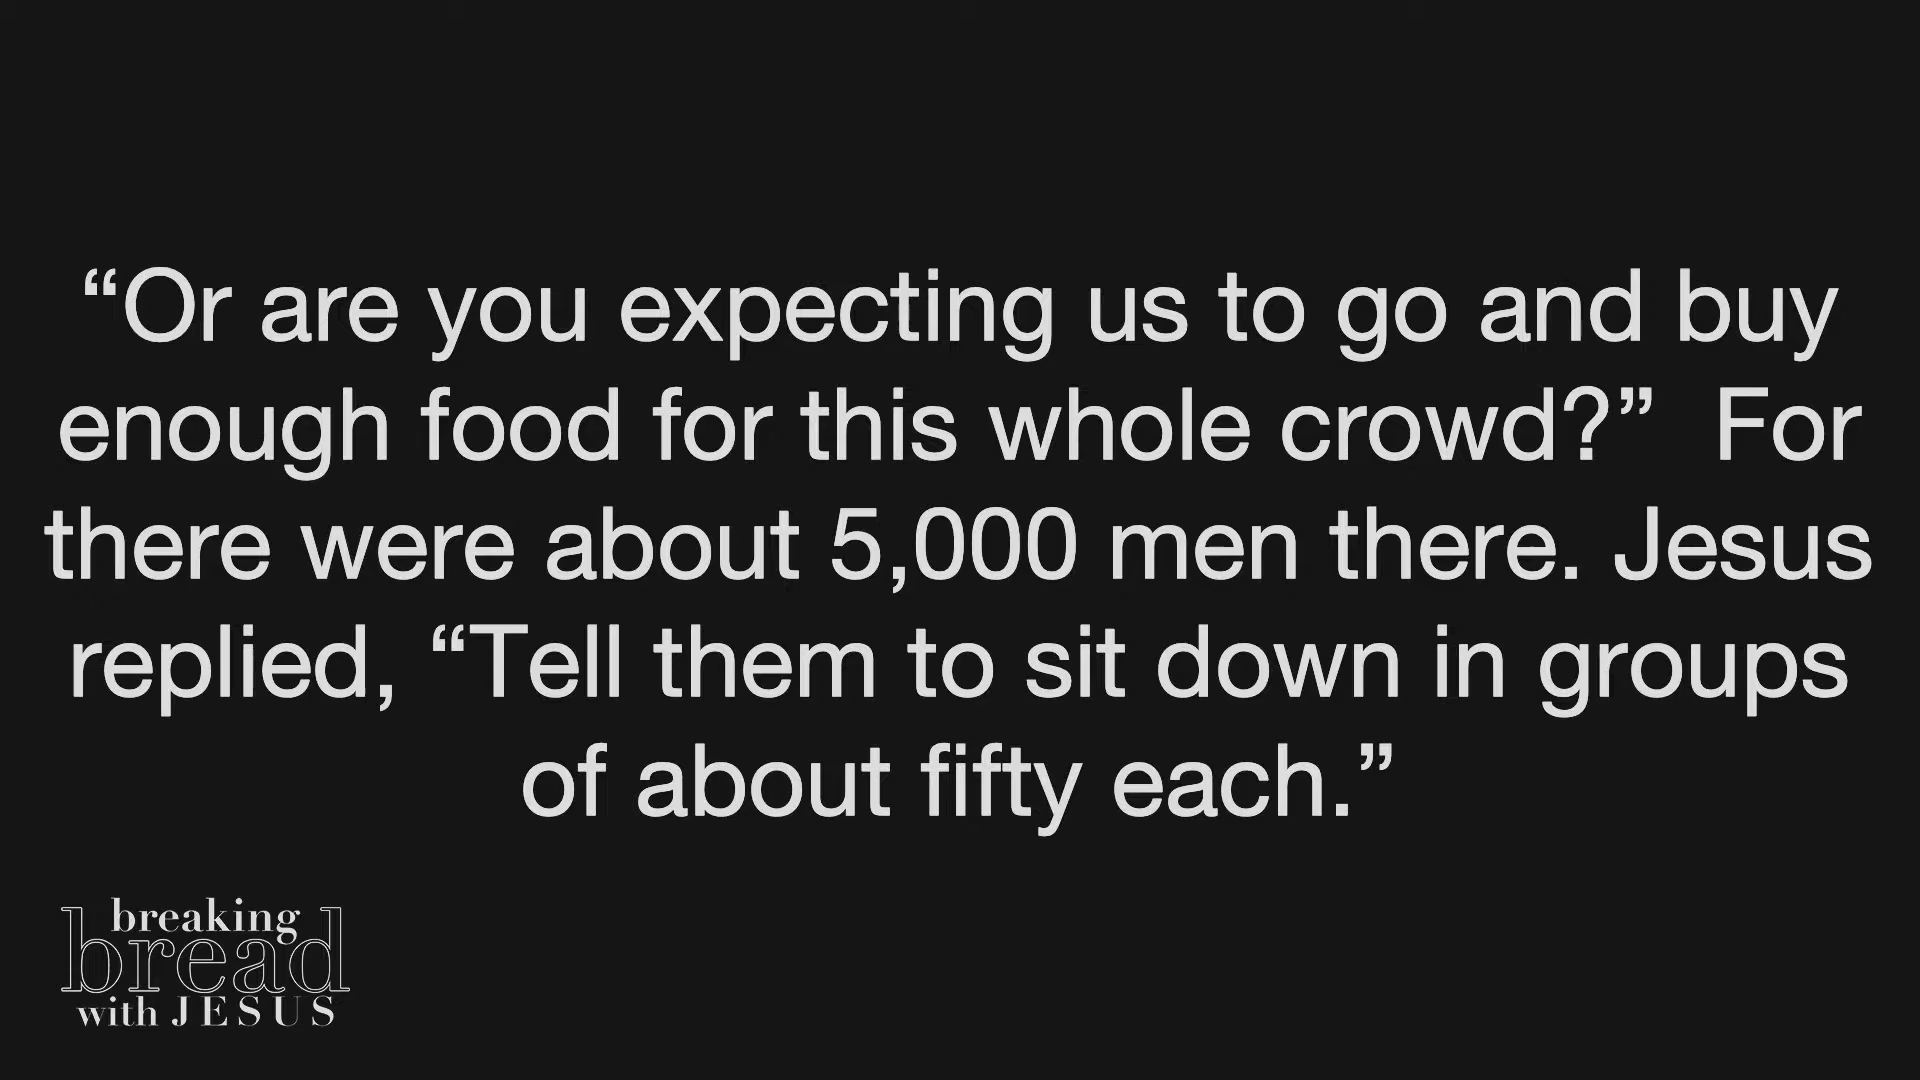 “Or are you expecting us to go and buy
enough food for this whole crowd?”  For
there were about 5,000 men there. Jesus
replied, “Tell them to sit down in groups
of about fifty each.”
breaking
bread
with JESUS